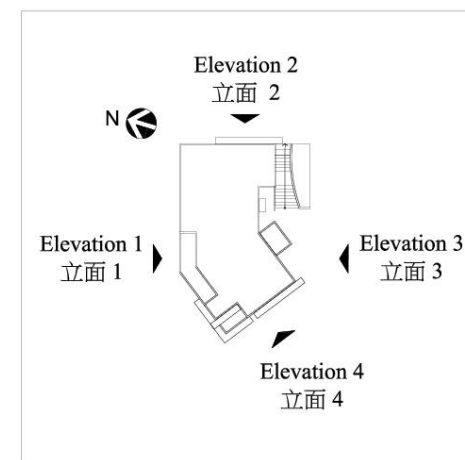 Elevation 2
立面 2
N
Elevation 1
立面 1
Elevation 3
立面 3
Elevation 4
立面 4